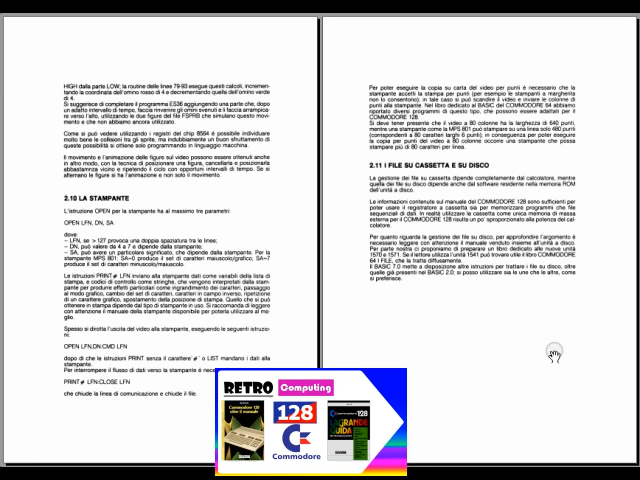 HIGH dalla parte LOW; la routine delle linee 79-93 esegue questi calcoli, incremen-
tando la coordinata dell'omino rosso di 4 e decrementando quella dell'omino verde
di 4.
Si suggerisce di completare il programma ES36 aggiungendo una parte che, dopo
un adatto intervallo di tempo, faccia rinvenire gli omini svenuti e li faccia arrampica-
re verso l'alto, utilizzando le due figure del file FSPRB che simulano questo movi-
mento e che non abbiamo ancora utilizzato.
Come si può vedere utilizzando i registri del chip 8564 è possibile individuare
molto bene le collisioni tra gli sprite, ma indubbiamente un buon sfruttamento di
queste possibilità si ottiene solo programmando in linguaggio macchina.
Il movimento e l'animazione delle figure sul video possono essere ottenuti anche
in altro modo, con la tecnica di posizionare una figura, cancellarla e posizionarla
abbastanza vicino e ripetendo il ciclo con opportuni intervalli di tempo. Se si
alternano le figure si ha l'animazione e non solo il movimento.
2.10 LA STAMPANTE
L'istruzione OPEN per la stampante ha al massimo tre parametri:
OPEN LFN, DN, SA
dove:
– LFN, se > 127 provoca una doppia spaziatura tra le linee;
– DN, può valere da 4 a 7 e dipende dalla stampante;
– SA, può avere un particolare significato, che dipende dalla stampante. Per la
stampante MPS 801: SA=0 produce il set di caratteri maiuscolo/grafico, SA=7
produce il set di caratteri minuscolo/maiuscolo.
Le istruzioni PRINT# LFN inviano alla stampante dati come variabili della lista di
stampa, e codici di controllo come stringhe, che vengono interpretati dalla stam-
pante per produrre effetti particolari come ingrandimento dei caratteri, passaggio
al modo grafico, cambio del set di caratteri, caratteri in campo inverso, ripetizione
di un carattere grafico, spostamento della posizione di stampa. Quello che si può
ottenere in stampa dipende dal tipo di stampante in uso. Si raccomanda di leggere
con attenzione il manuale della stampante disponibile per poterla utilizzare al me-
glio.
Spesso si dirotta l'uscita del video alla stampante, eseguendo le seguenti istruzio-
ni:
OPEN LFN,DN:CMD LFN
dopo di che le istruzioni PRINT senza il carattere '#' o LIST mandano i dati alla
stampante.
Per interrompere il flusso di dati verso la stampante è nece
PRINT# LFN:CLOSE LFN
che chiude la linea di comunicazione e chiude il file.
Per poter eseguire la copia su carta del video per punti è necessario che la
stampante accetti la stampa per punti (per esempio le stampanti a margherita
non lo consentono); in tale caso si può scandire il video e inviare le colonne di
punti alla stampante. Nel libro dedicato al BASIC del COMMODORE 64 abbiamo
riportato diversi programmi di questo tipo, che possono essere adattati per il
COMMODORE 128.
Si deve tener presente che il video a 80 colonne ha la larghezza di 640 punti,
mentre una stampante come la MPS 801 può stampare su una linea solo 480 punti
(corrispondenti a 80 caratteri larghi 6 punti); in conseguenza per poter eseguire
la copia per punti del video a 80 colonne occorre una stampante che possa
stampare più di 80 caratteri per linea.
2.11 I FILE SU CASSETTA E SU DISCO
La gestione dei file su cassetta dipende completamente dal calcolatore, mentre
quella dei file su disco dipende anche dal software residente nella memoria ROM
dell'unità a disco.
Le informazioni contenute sul manuale del COMMODORE 128 sono sufficienti per
poter usare il registratore a cassetta sia per memorizzare programmi che file
sequenziali di dati. In realtà utilizzare la cassetta come unica memoria di massa
esterna per il COMMODORE 128 risulta un po' sproporzionato alla potenza del cal-
colatore.
Per quanto riguarda la gestione dei file su disco, per approfondire l'argomento è
necessario leggere con attenzione il manuale venduto insieme all'unità a disco.
Per parte nostra ci proponiamo di preparare un libro dedicato alle nuove unità
1570 e 1571. Se il lettore utilizza l'unità 1541 può trovare utile il libro COMMODORE
64 I FILE, che la tratta diffusamente.
Il BASIC 7.0 mette a disposizione altre istruzioni per trattare i file su disco, oltre
quelle già presenti nel BASIC 2.0; si posso utilizzare sia le une che le altre, come
si preferisce.
RETRO Computing
Commodore 128
oltre il manuale
128
Commodore
128
LA GRANDE
GUIDA